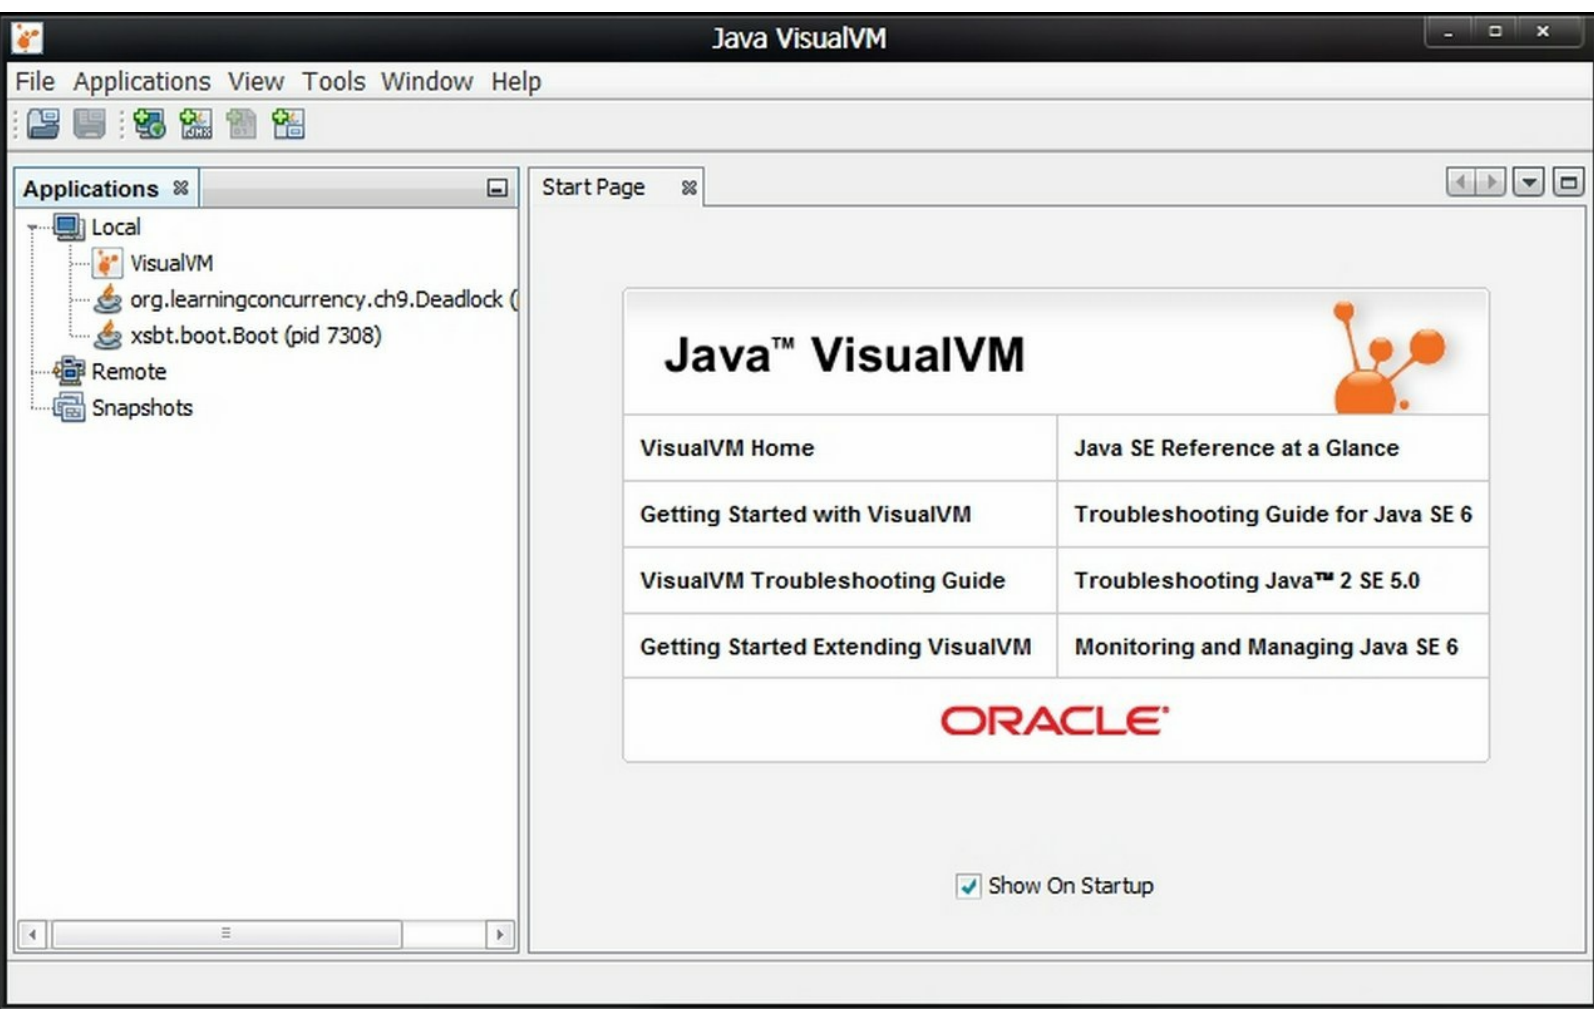 Java VisualVM
File Applications View Tools Window Help
Applications
Start Page
Local
VisualVM
org.learningconcurrency.ch9.Deadlock (
xsbt.boot.Boot (pid 7308)
Remote
Snapshots
Java™ VisualVM
VisualVM Home
Java SE Reference at a Glance
Getting Started with VisualVM
Troubleshooting Guide for Java SE 6
VisualVM Troubleshooting Guide
Troubleshooting Java™ 2 SE 5.0
Getting Started Extending VisualVM
Monitoring and Managing Java SE 6
ORACLE
Show On Startup